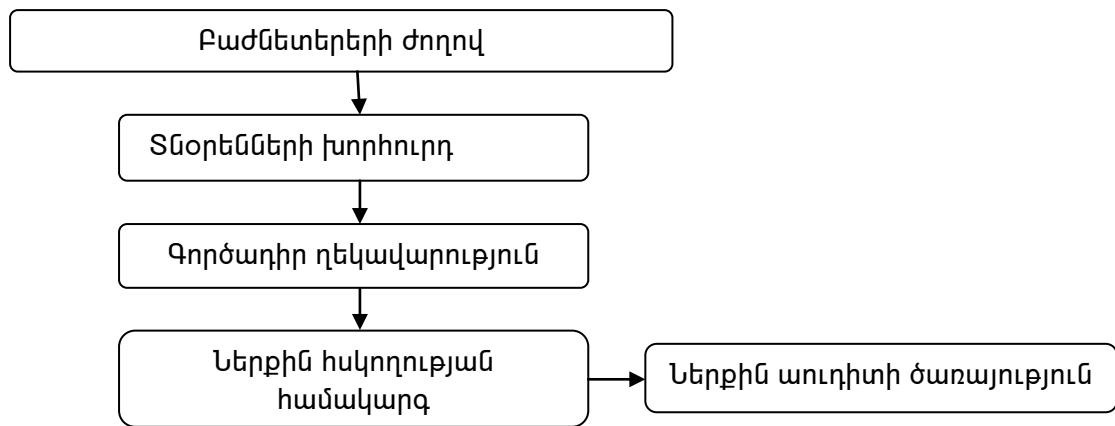 Բաժնետերերի ժողով
Տնօրենների խորհուրդ
Գործադիր ղեկավարություն
Ներքին հսկողության
համակարգ
Ներքին աուդիտի ծառայություն